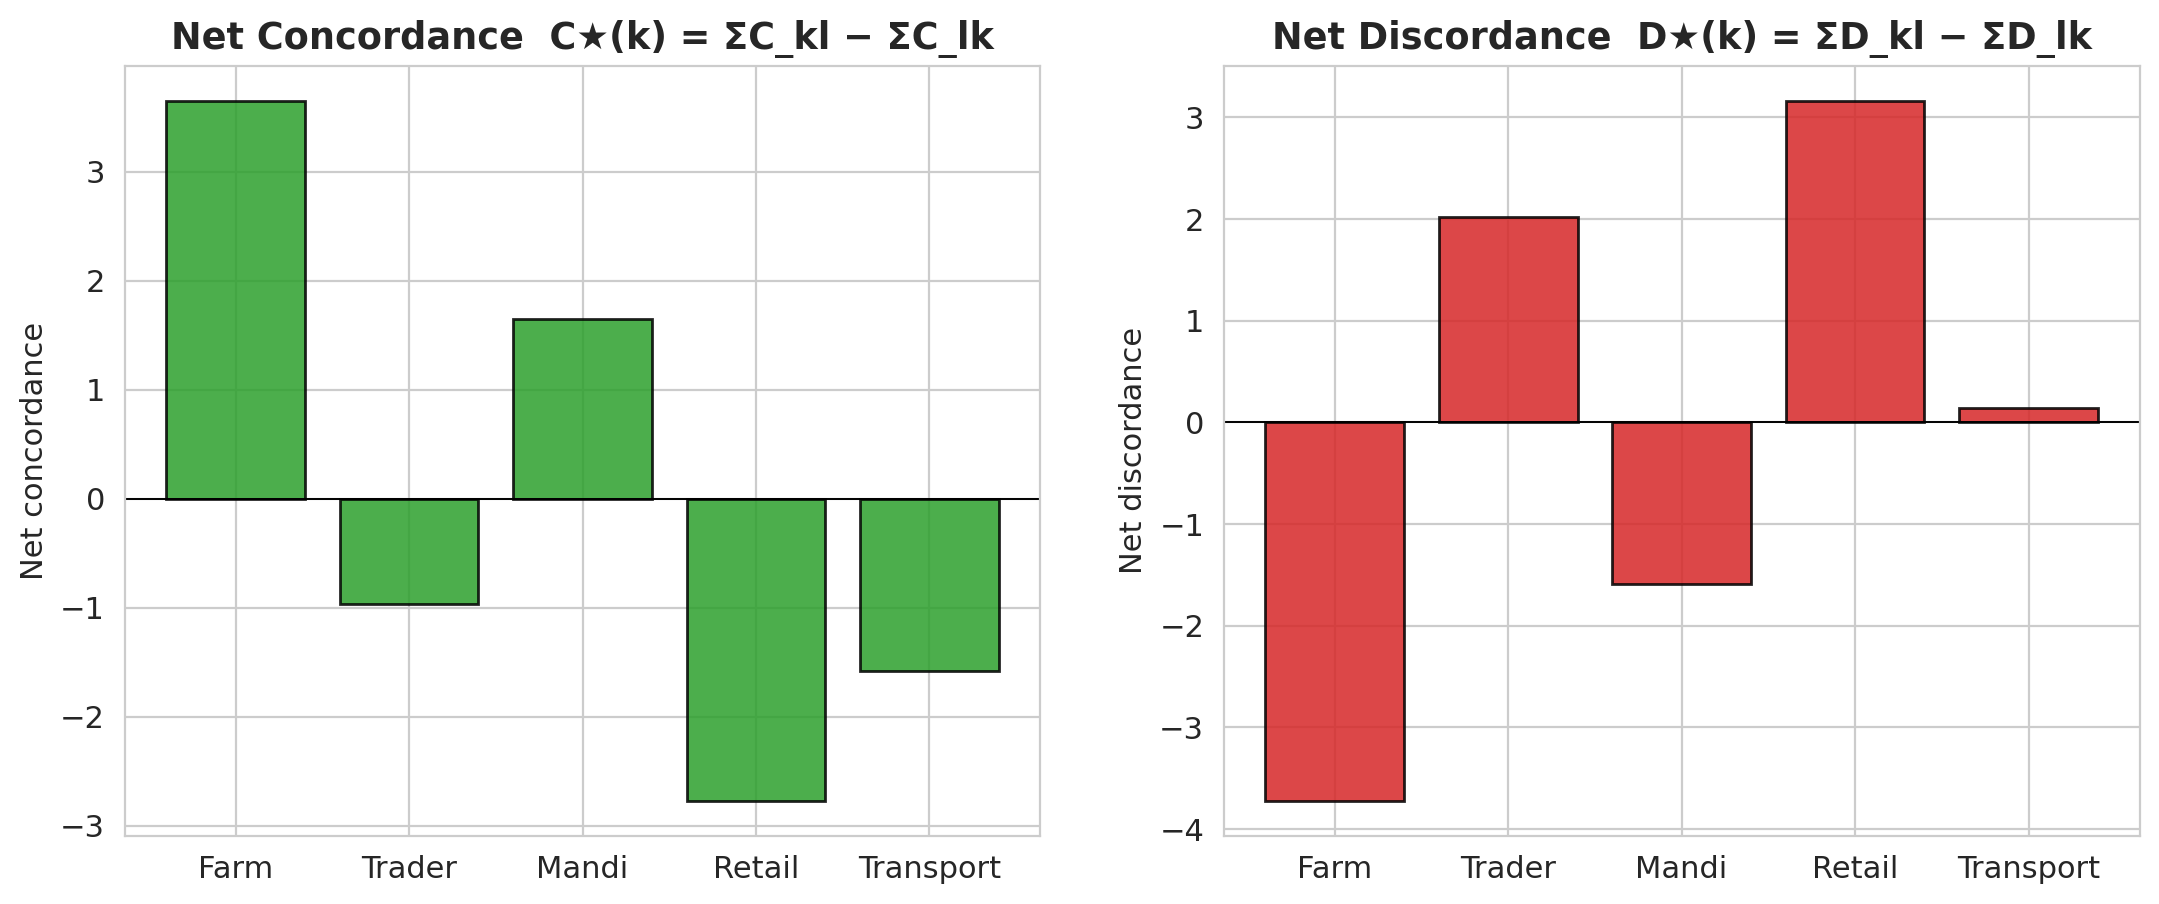 Net Concordance  C★(k) = ΣC_kl − ΣC_lk
Net concordance
3
2
1
0
−1
−2
−3
Farm
Trader
Mandi
Retail
Transport
Net Discordance  D★(k) = ΣD_kl − ΣD_lk
Net discordance
3
2
1
0
−1
−2
−3
−4
Farm
Trader
Mandi
Retail
Transport